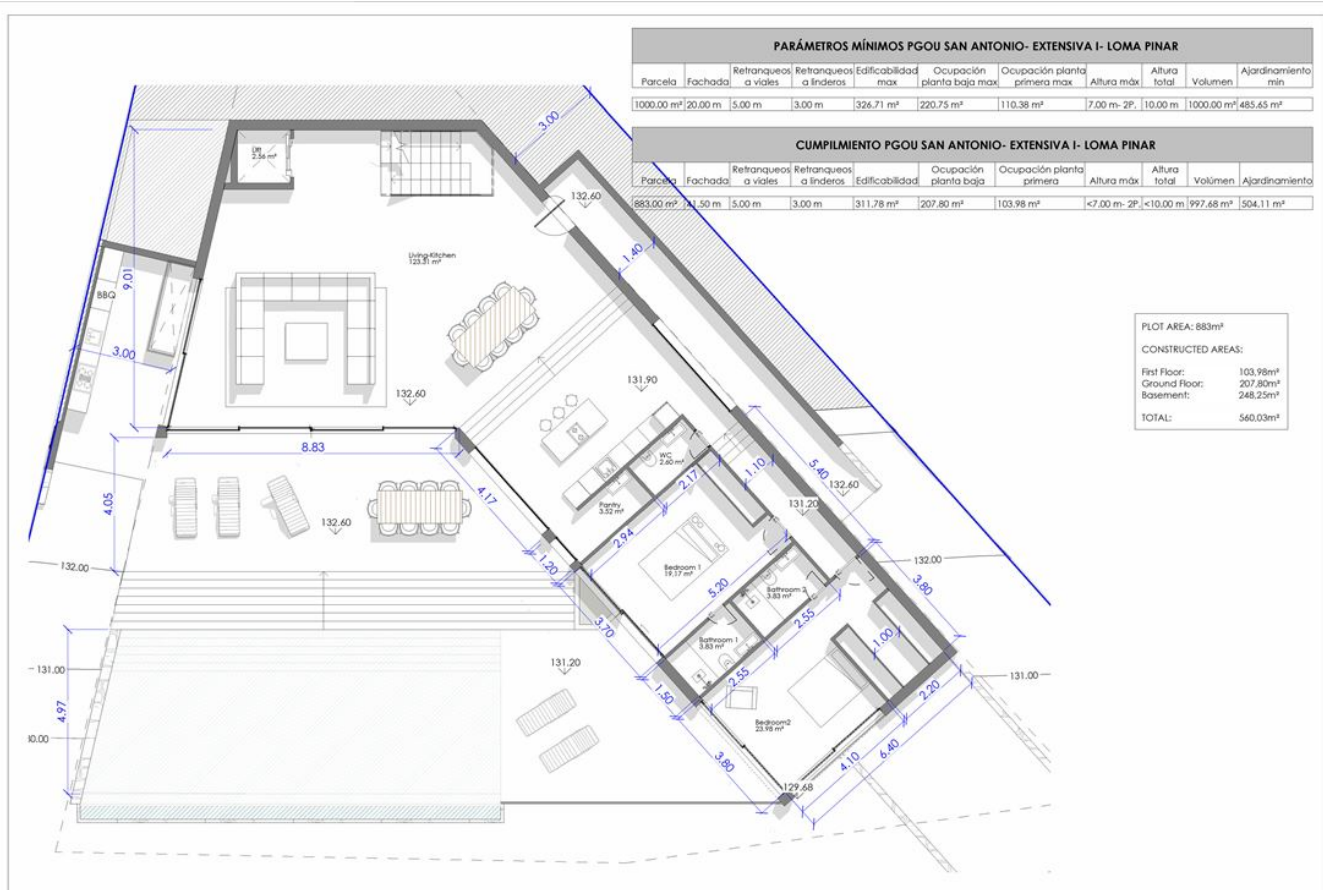 PARÁMETROS MÍNIMOS PGOU SAN ANTONIO- EXTENSIVA I- LOMA PINAR
Parcela Fachada Retranqueos a viales Retranqueos a linderos Edificabilidad max Ocupación planta baja max Ocupación planta primera max Altura máx Altura total Volumen Ajardinamiento min
1000.00 m² 20.00 m 5.00 m 3.00 m 326.71 m² 220.75 m² 110.38 m² 7.00 m- 2P. 10.00 m 1000.00 m³ 485.65 m²
CUMPILMIENTO PGOU SAN ANTONIO- EXTENSIVA I- LOMA PINAR
Parcela Fachada Retranqueos a viales Retranqueos a linderos Edificabilidad Ocupación planta baja Ocupación planta primera Altura máx Altura total Volúmen Ajardinamiento
883.00 m² 41.50 m 5.00 m 3.00 m 311.78 m² 207.80 m² 103.98 m² <7.00 m- 2P. <10.00 m 997.68 m³ 504.11 m²
PLOT AREA: 883m²
CONSTRUCTED AREAS:
First Floor: 103,98m²
Ground Floor: 207,80m²
Basement: 248,25m²
TOTAL: 560,03m²
3.00
Lift
2.56 m²
132.60
Living-Kitchen
123.31 m²
1.40
9.01
BBQ
3.00
132.60
131.90
8.83
WC
2.60 m²
2.17
1.10
5.40
132.60
4.05
4.17
Pantry
3.52 m²
131.20
132.60
2.94
132.00
1.20
Bedroom 1
19,17 m²
5.20
Bathroom 2
3.83 m²
132.00
3.80
3.70
2.55
Bathroom 1
3.83 m²
1.00
131.00
131.20
2.55
131.00
4.97
1.50
2.20
Bedroom2
23.95 m²
3.80
4.10
6.40
129.68